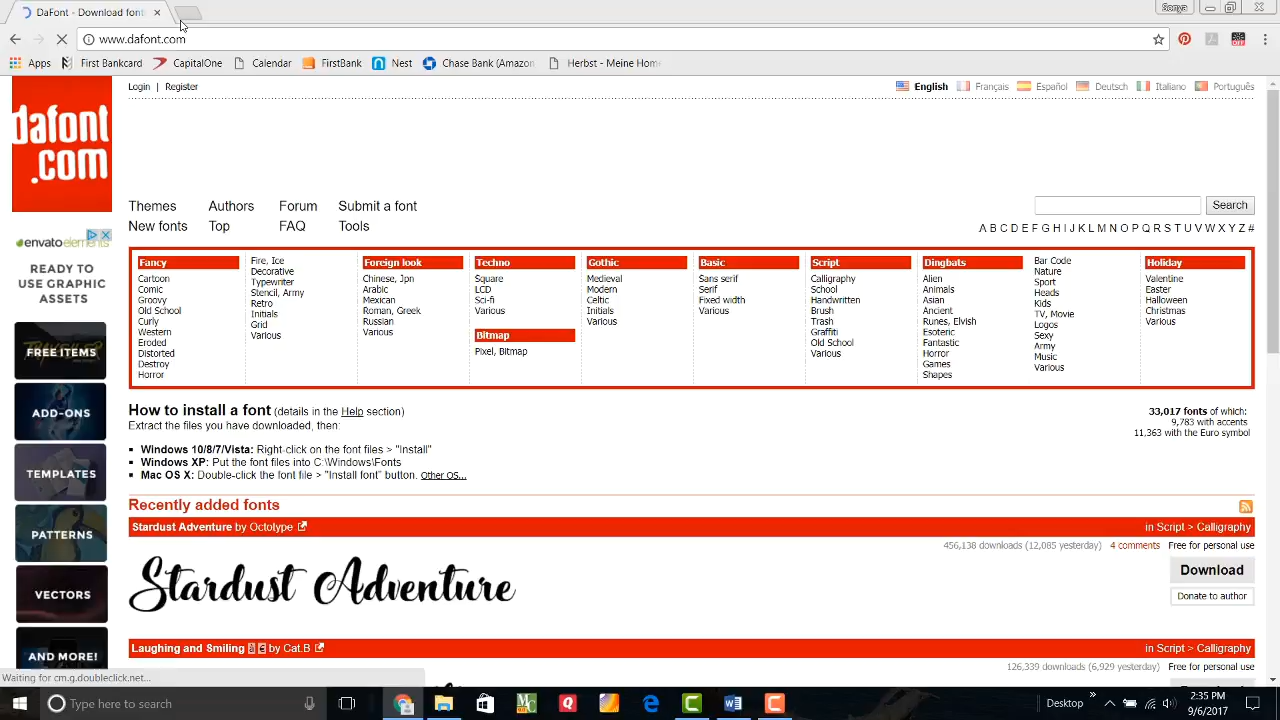 DaFont - Download fon
Ronya
www.dafont.com
Apps First Bankcard CapitalOne Calendar FirstBank Nest Chase Bank (Amazon Herbst - Meine Hom
Login | Register
English Français Español Deutsch Italiano Português
dafont
.com
Themes Authors Forum Submit a font
New fonts Top FAQ Tools
Search
A B C D E F G H I J K L M N O P Q R S T U V W X Y Z #
envatoelements
READY TO
USE GRAPHIC
ASSETS
FREE ITEMS
ADD-ONS
TEMPLATES
PATTERNS
VECTORS
AND MORE!
Fancy
Cartoon
Comic
Groovy
Old School
Curly
Western
Eroded
Distorted
Destroy
Horror
Fire, Ice
Decorative
Typewriter
Stencil, Army
Retro
Initials
Grid
Various
Foreign look
Chinese, Jpn
Arabic
Mexican
Roman, Greek
Russian
Various
Techno
Square
LCD
Sci-fi
Various
Bitmap
Pixel, Bitmap
Gothic
Medieval
Modern
Celtic
Initials
Various
Basic
Sans serif
Serif
Fixed width
Various
Script
Calligraphy
School
Handwritten
Brush
Trash
Graffiti
Old School
Various
Dingbats
Alien
Animals
Asian
Ancient
Runes, Elvish
Esoteric
Fantastic
Horror
Games
Shapes
Bar Code
Nature
Sport
Heads
Kids
TV, Movie
Logos
Sexy
Army
Music
Various
Holiday
Valentine
Easter
Halloween
Christmas
Various
How to install a font (details in the Help section)
Extract the files you have downloaded, then:
Windows 10/8/7/Vista: Right-click on the font files > "Install"
Windows XP: Put the font files into C:\Windows\Fonts
Mac OS X: Double-click the font file > "Install font" button. Other OS...
33,017 fonts of which:
9,783 with accents
11,363 with the Euro symbol
Recently added fonts
Stardust Adventure by Octotype in Script > Calligraphy
456,138 downloads (12,085 yesterday) 4 comments Free for personal use
Stardust Adventure
Download
Donate to author
Laughing and Smiling by Cat.B in Script > Calligraphy
126,339 downloads (6,929 yesterday) Free for personal use
Waiting for cm.g.doubleclick.net...
Type here to search
Desktop
2:35 PM
9/6/2017